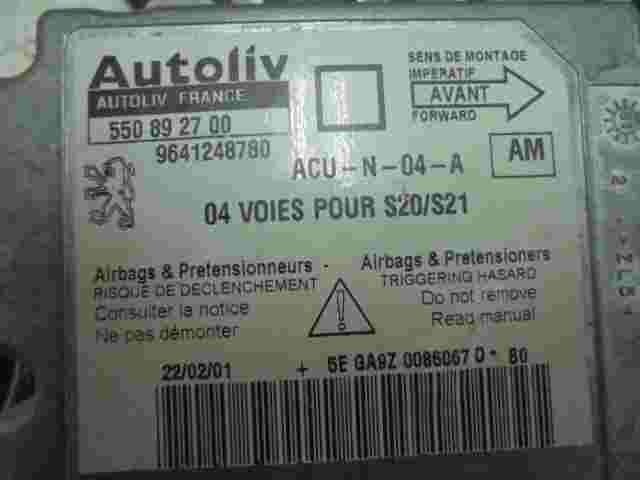 Autoliv
AUTOLIV FRANCE
550 89 27 00
9641248780
SENS DE MONTAGE
IMPERATIF
AVANT
FORWARD
ACU-N-04-A
AM
04 VOIES POUR S20/S21
Airbags & Pretensionneurs -
RISQUE DE DECLENCHEMENT
Consulter la notice
Ne pas démonter
Airbags & Pretensioners
TRIGGERING HASARD
Do not remove
Read manual
22/02/01 + 5E GA9Z 0086067 D * 80